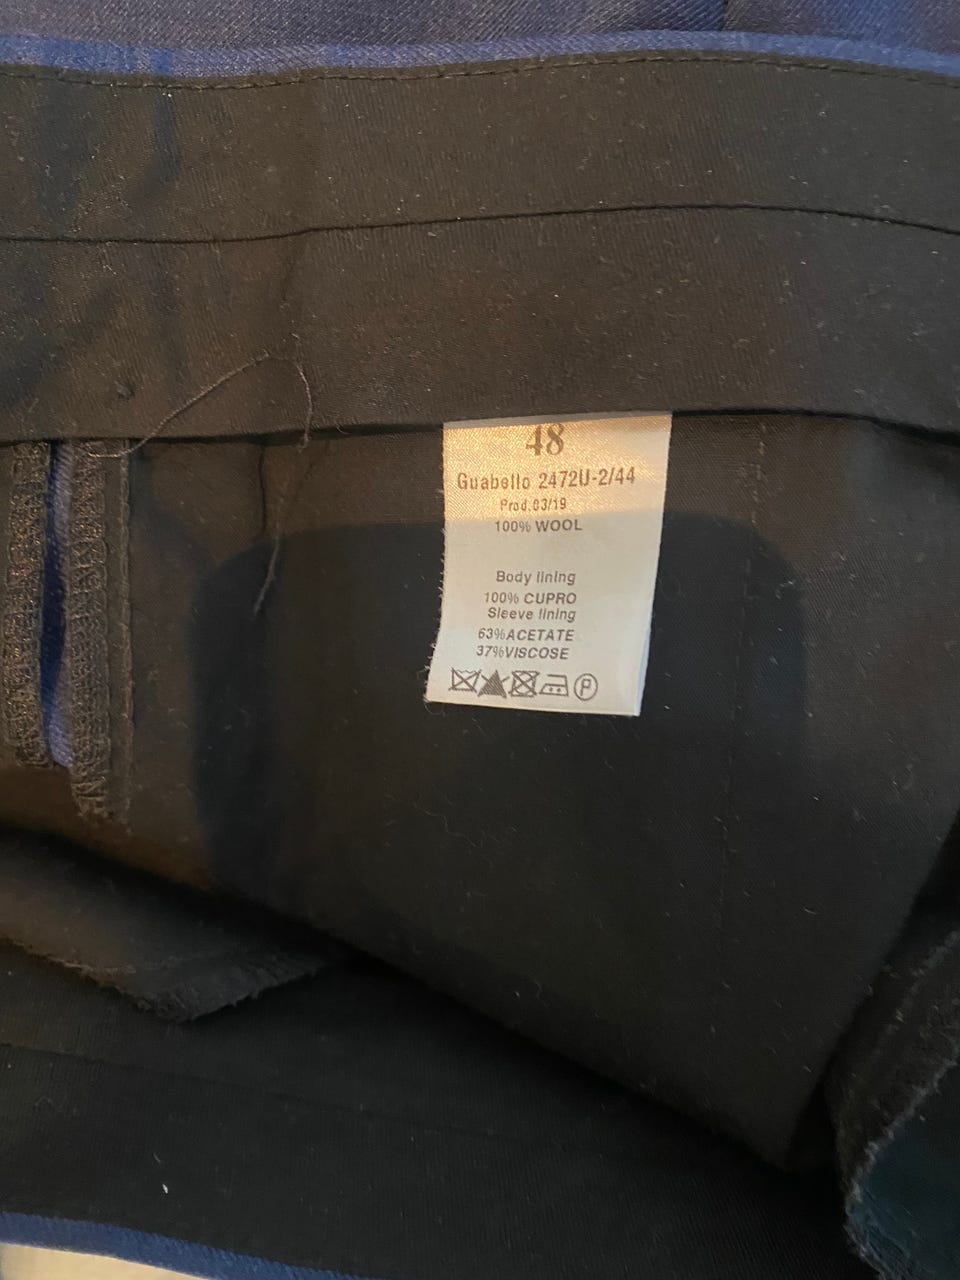 48
Guabello 2472U-2/44
Prod.03/19
100% WOOL
Body lining
100% CUPRO
Sleeve lining
63%ACETATE
37%VISCOSE
P